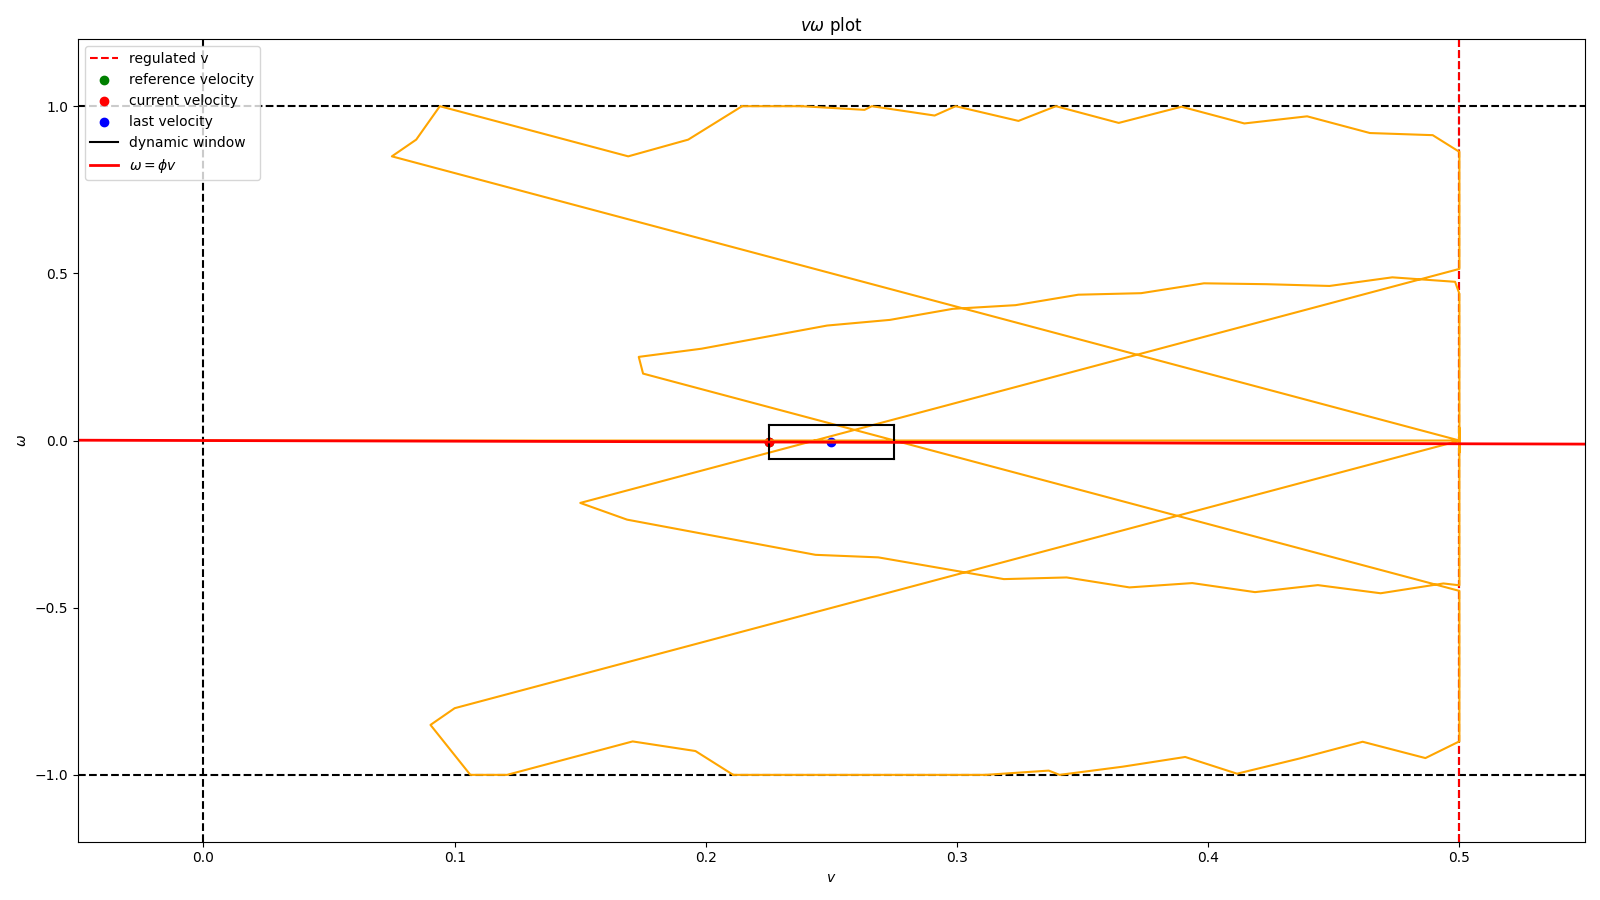 vω plot
regulated v
reference velocity
current velocity
last velocity
dynamic window
ω = ϕv
1.0
0.5
0.0
−0.5
−1.0
ω
0.0 0.1 0.2 0.3 0.4 0.5
v